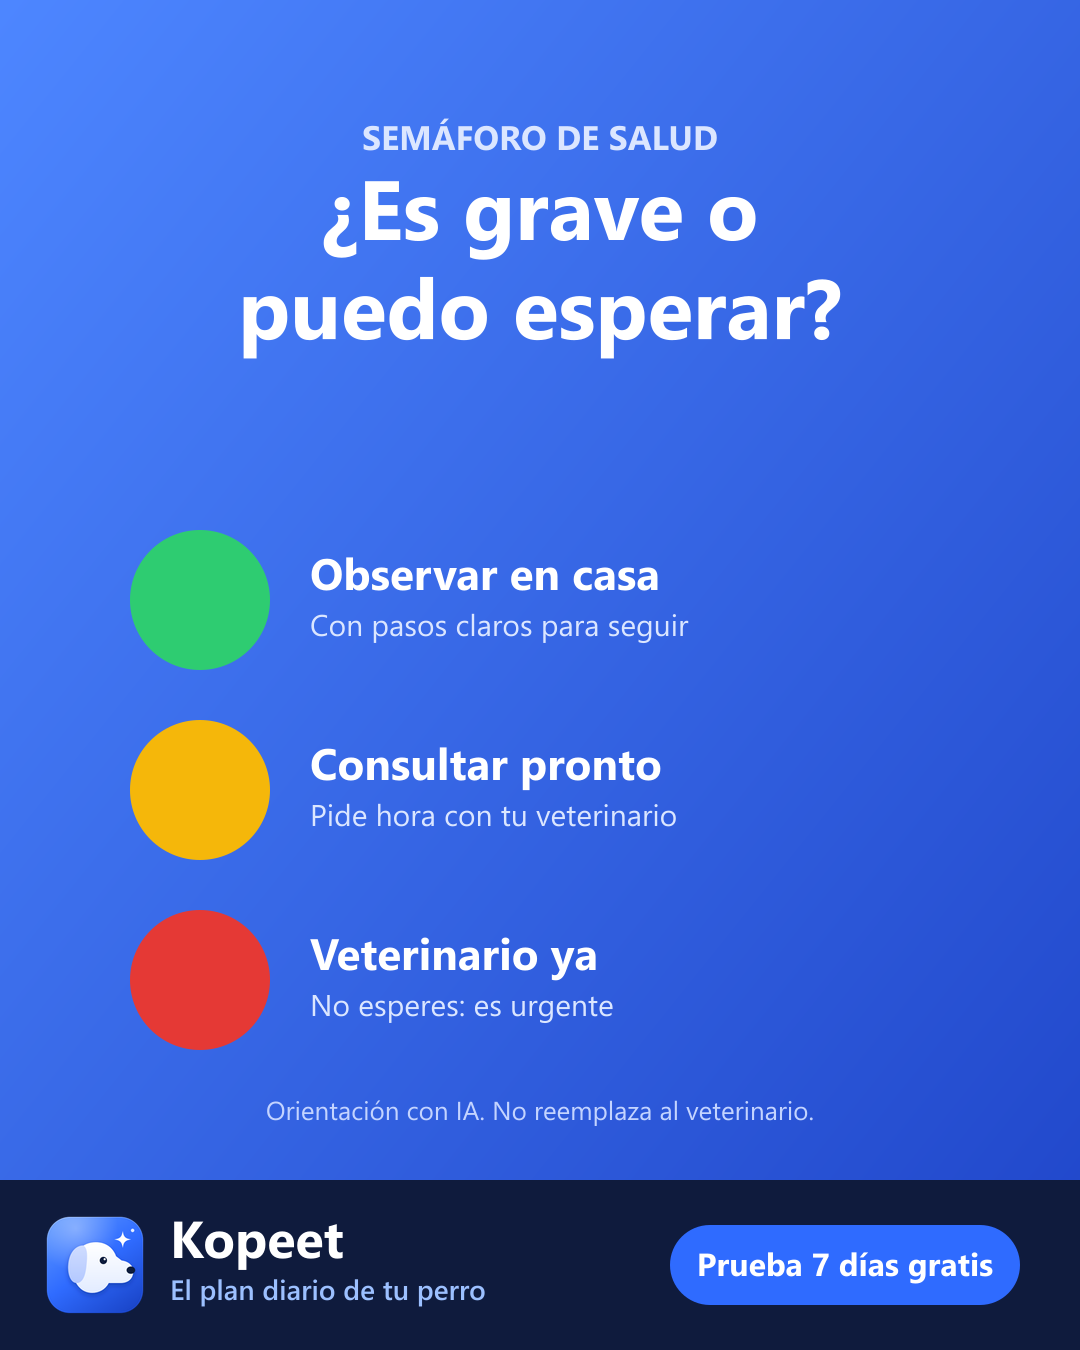 SEMÁFORO DE SALUD
¿Es grave o
puedo esperar?
Observar en casa
Con pasos claros para seguir
Consultar pronto
Pide hora con tu veterinario
Veterinario ya
No esperes: es urgente
Orientación con IA. No reemplaza al veterinario.
Kopeet
El plan diario de tu perro
Prueba 7 días gratis